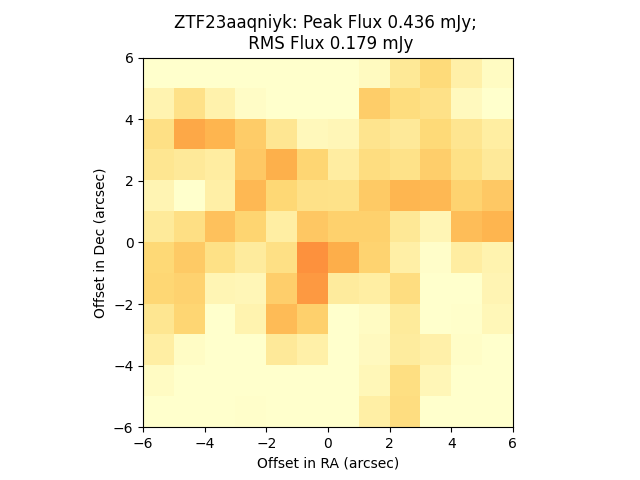 ZTF23aaqniyk: Peak Flux 0.436 mJy;
RMS Flux 0.179 mJy
6
4
2
0
−2
−4
−6
Offset in Dec (arcsec)
−6 −4 −2 0 2 4 6
Offset in RA (arcsec)